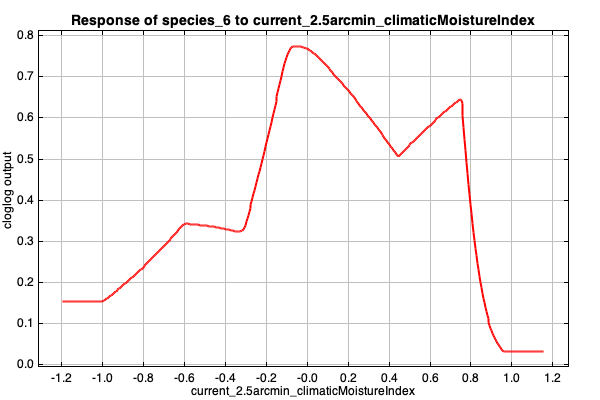 Response of species_6 to current_2.5arcmin_climaticMoistureIndex
cloglog output
0.8
0.7
0.6
0.5
0.4
0.3
0.2
0.1
0.0
-1.2 -1.0 -0.8 -0.6 -0.4 -0.2 -0.0 0.2 0.4 0.6 0.8 1.0 1.2
current_2.5arcmin_climaticMoistureIndex